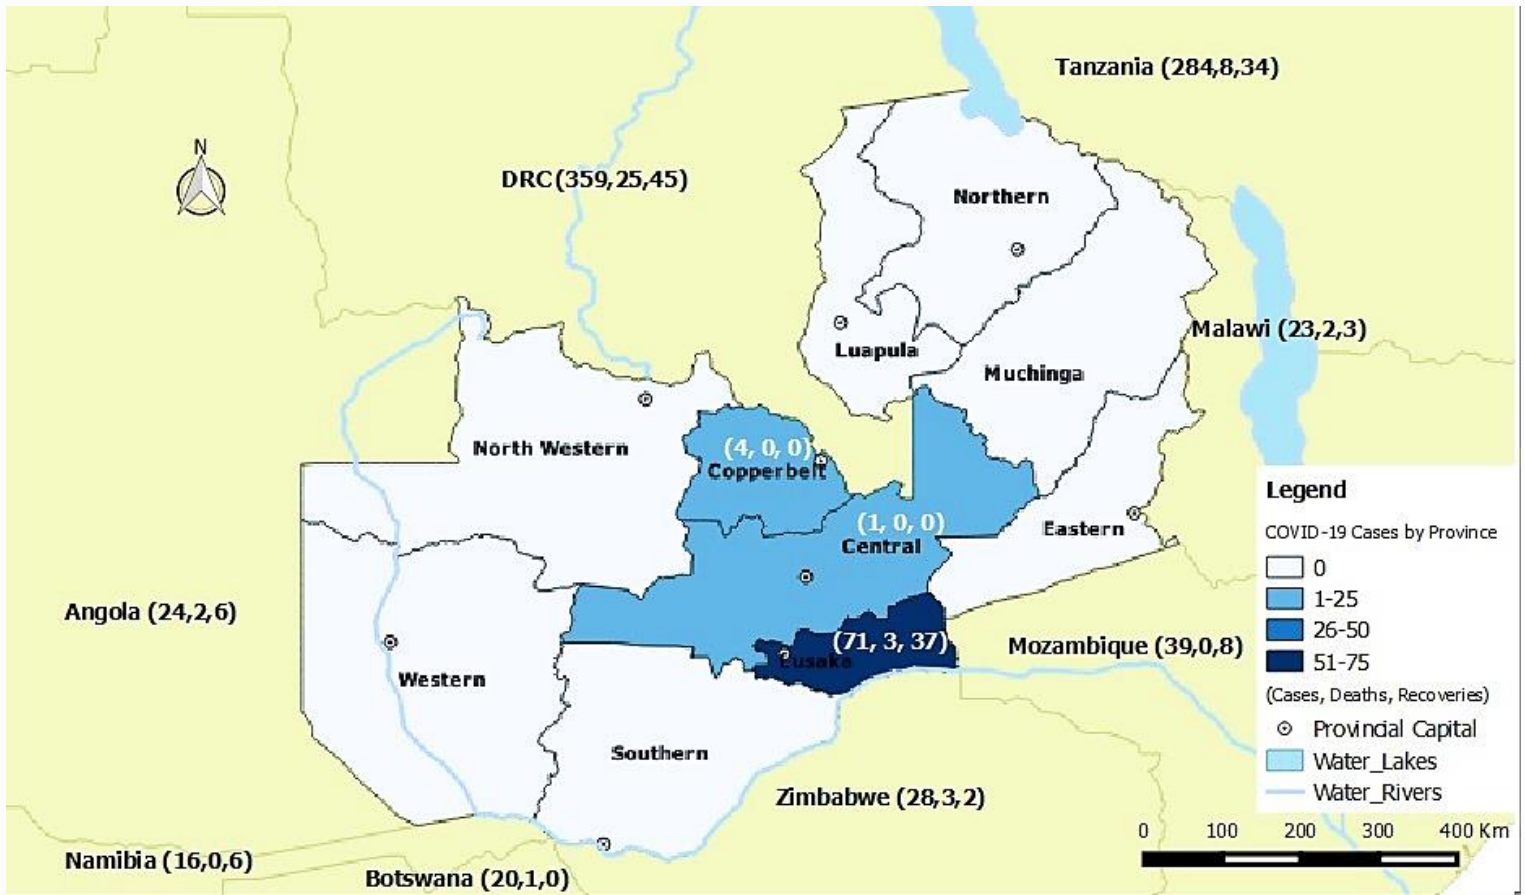 Tanzania (284,8,34)
N
DRC(359,25,45)
Northern
Malawi (23,2,3)
Luapula
Muchinga
North Western
(4, 0, 0)
Copperbelt
(1, 0, 0)
Central
Eastern
Angola (24,2,6)
(71, 3, 37)
Lusaka
Mozambique (39,0,8)
Western
Southern
Zimbabwe (28,3,2)
Namibia (16,0,6)
Botswana (20,1,0)
Legend
COVID-19 Cases by Province
0
1-25
26-50
51-75
(Cases, Deaths, Recoveries)
Provincial Capital
Water_Lakes
Water_Rivers
0 100 200 300 400 Km